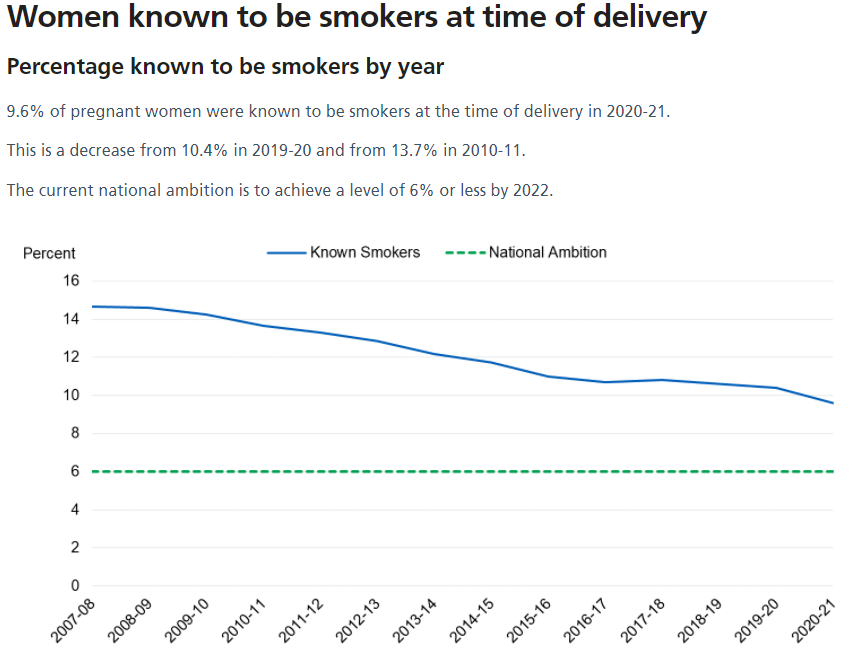 Women known to be smokers at time of delivery
Percentage known to be smokers by year
9.6% of pregnant women were known to be smokers at the time of delivery in 2020-21.
This is a decrease from 10.4% in 2019-20 and from 13.7% in 2010-11.
The current national ambition is to achieve a level of 6% or less by 2022.
Percent
Known Smokers
National Ambition
16
14
12
10
8
6
4
2
0
2007-08
2008-09
2009-10
2010-11
2011-12
2012-13
2013-14
2014-15
2015-16
2016-17
2017-18
2018-19
2019-20
2020-21